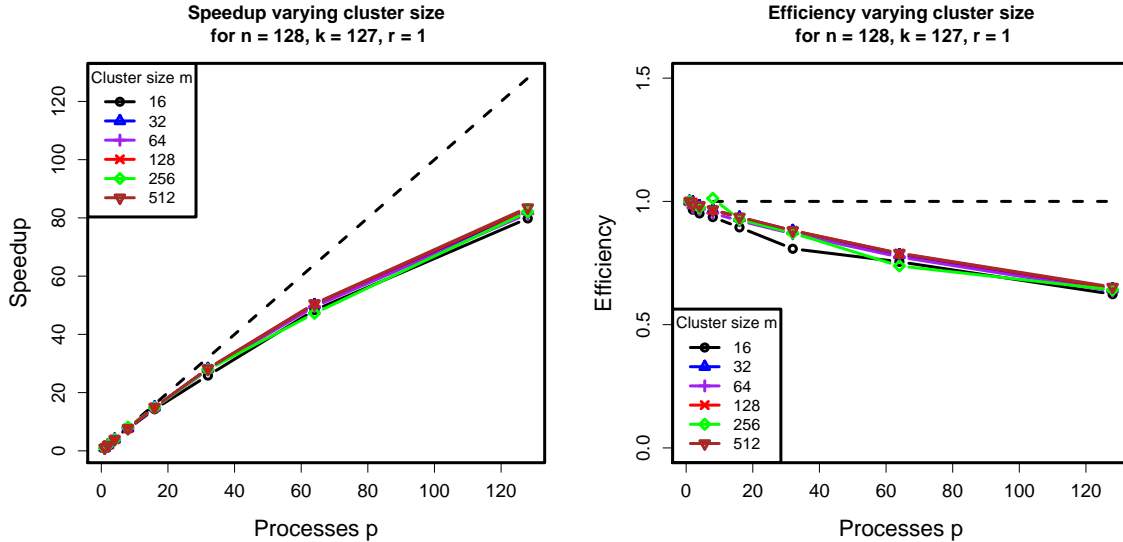 Speedup varying cluster size
for n = 128, k = 127, r = 1
Cluster size m
16
32
64
128
256
512
Speedup
0
20
40
60
80
100
120
0 20 40 60 80 100 120
Processes p
Efficiency varying cluster size
for n = 128, k = 127, r = 1
Efficiency
0.0
0.5
1.0
1.5
Cluster size m
16
32
64
128
256
512
0 20 40 60 80 100 120
Processes p